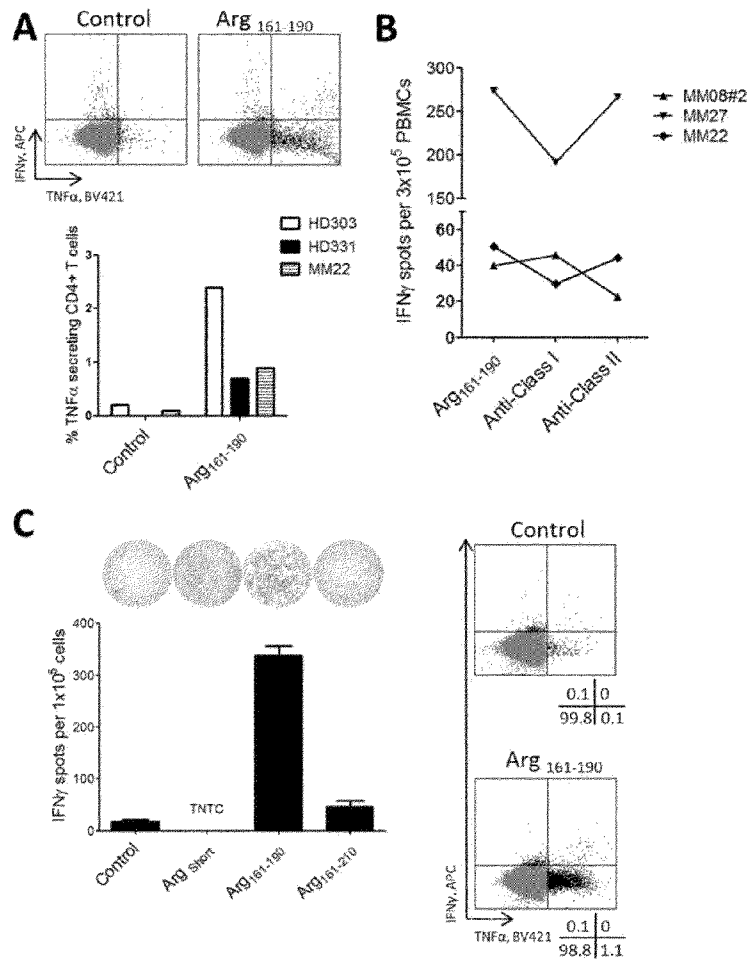 A
Control
Arg 161-190
IFNγ, APC
TNFα, BV421
HD303
HD331
MM22
% TNFα secreting CD4+ T cells
3
2
1
0
Control
Arg161-190
B
IFNγ spots per 3x10⁵ PBMCs
300
250
200
150
60
40
20
0
Arg161-190
Anti-Class I
Anti-Class II
MM08#2
MM27
MM22
C
IFNγ spots per 1x10⁵ cells
400
300
200
100
0
TNTC
Control
Arg Short
Arg161-190
Arg161-210
Control
0.1 0
99.8 0.1
Arg 161-190
IFNγ, APC
TNFα, BV421
0.1 0
98.8 1.1